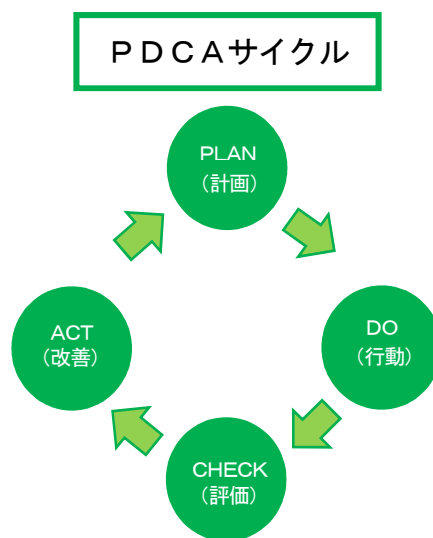 ＰＤＣＡサイクル
PLAN
（計画）
DO
（行動）
CHECK
（評価）
ACT
（改善）